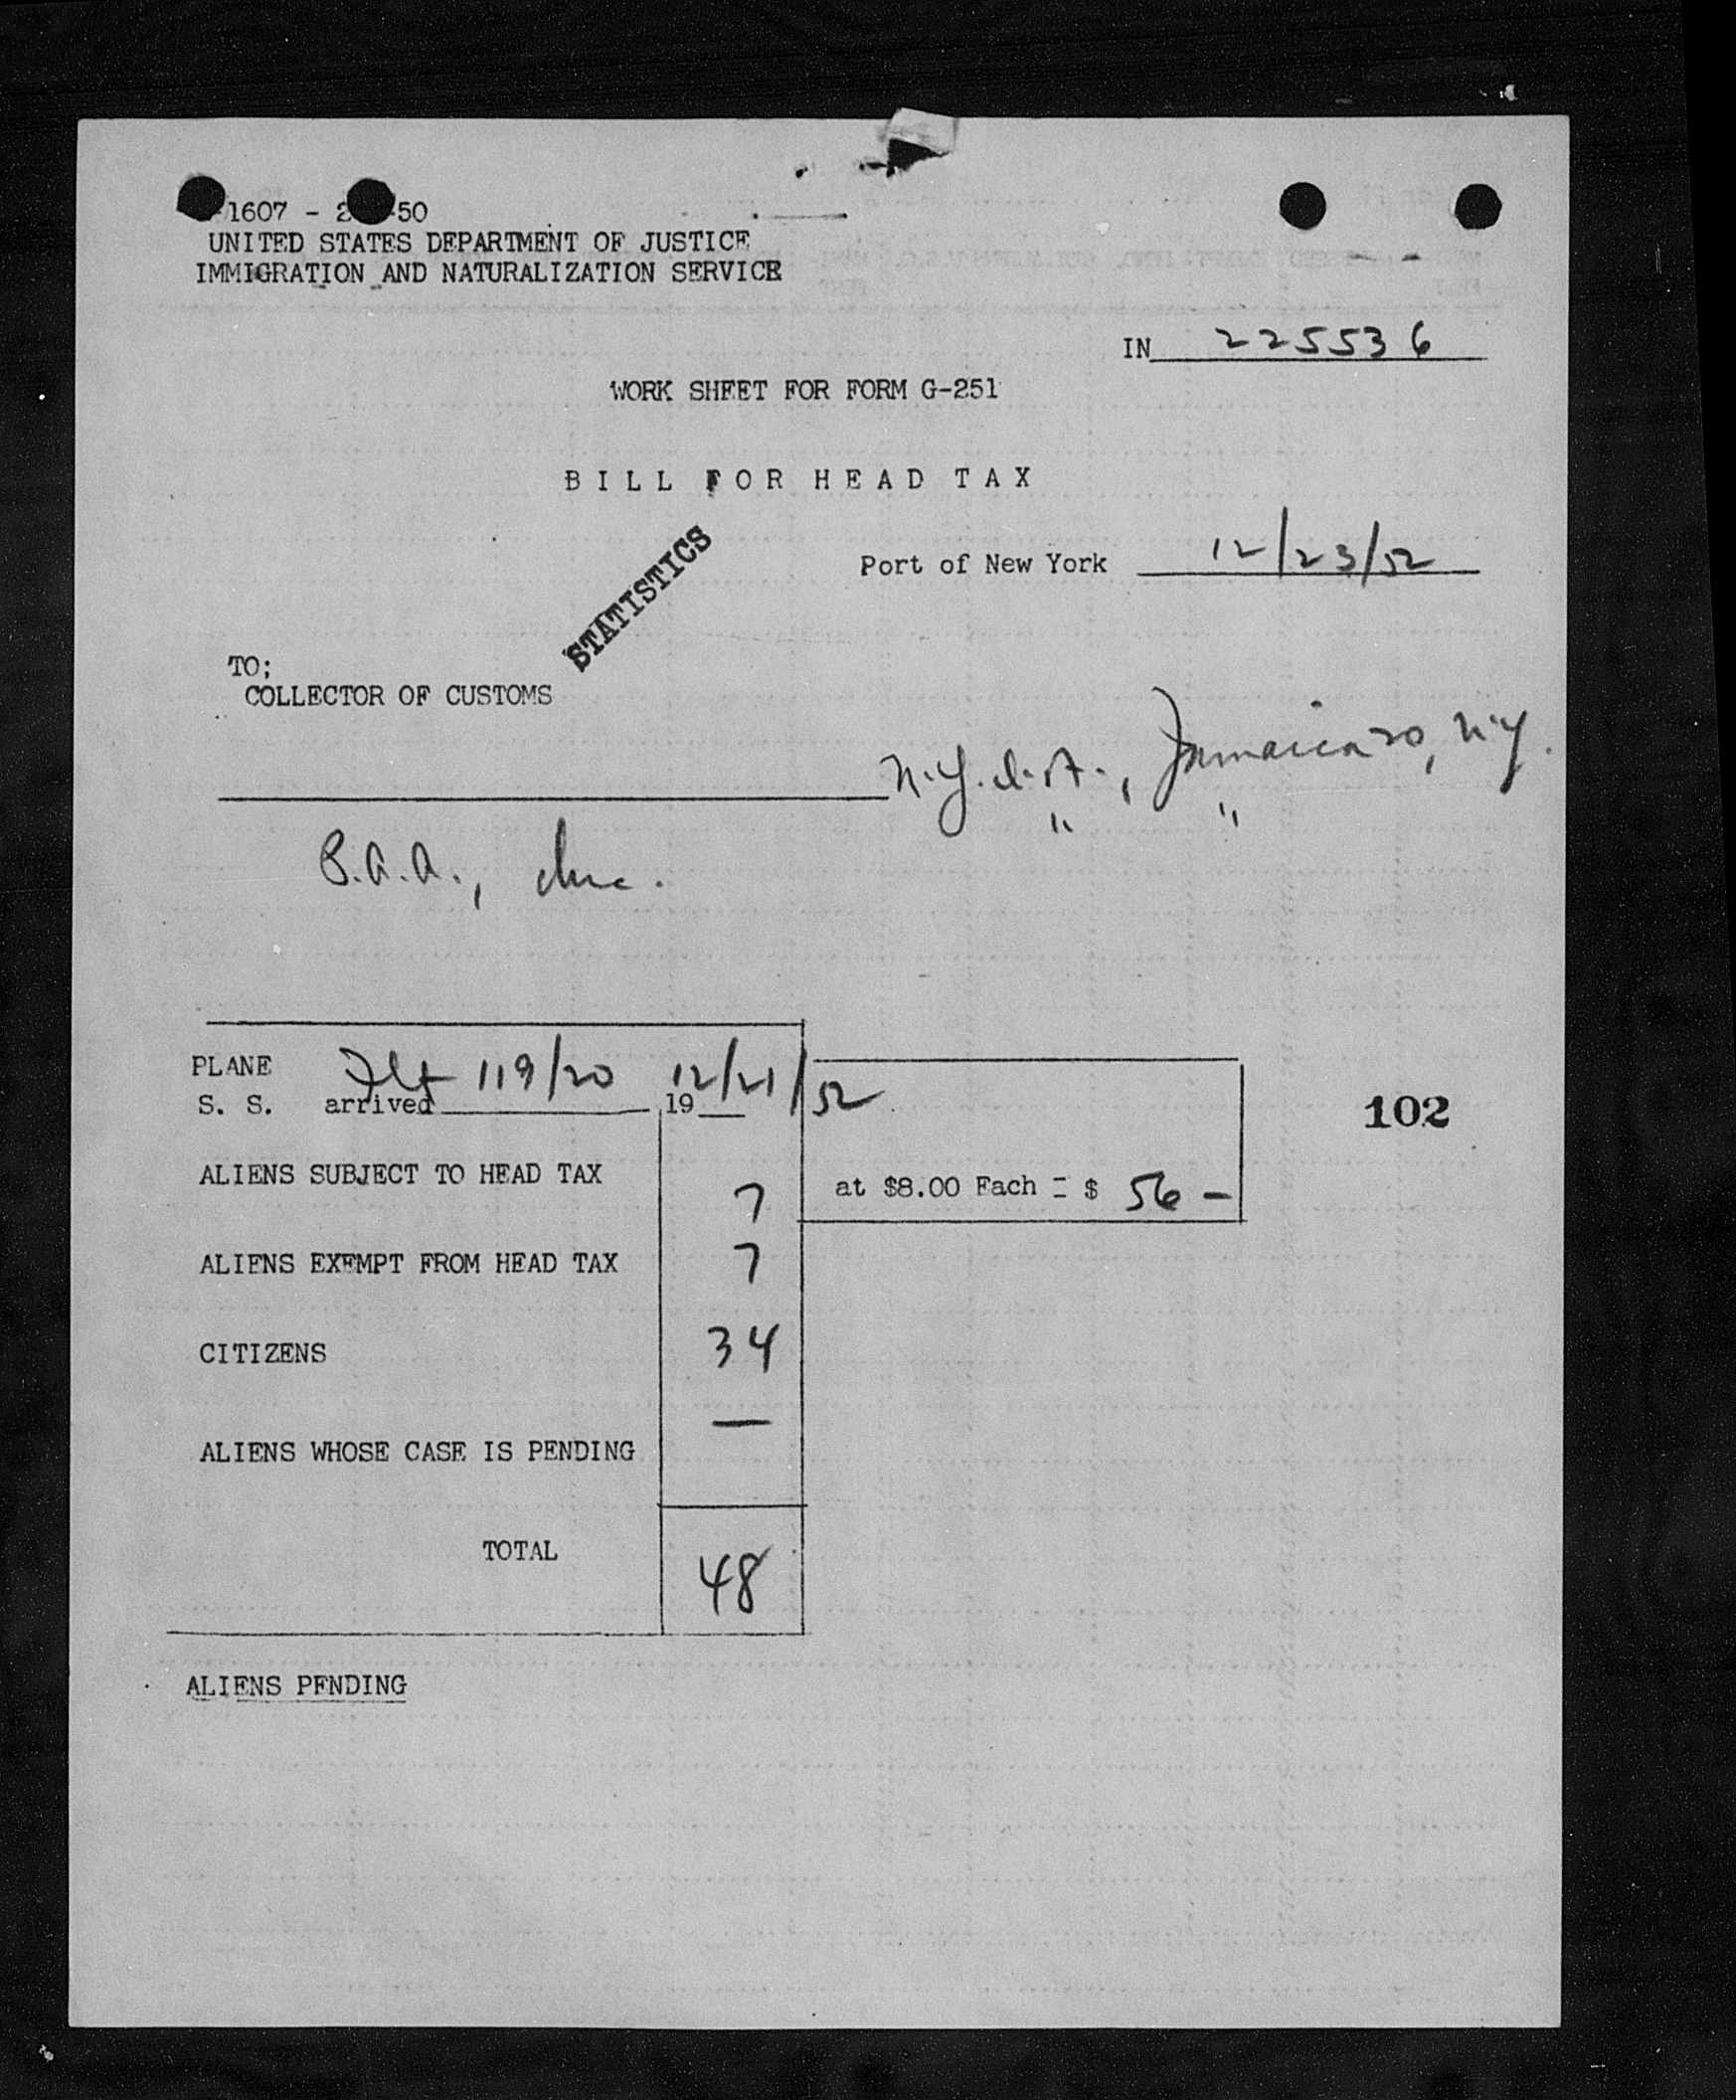 1607 - 2 -50
UNITED STATES DEPARTMENT OF JUSTICE
IMMIGRATION AND NATURALIZATION SERVICE
IN 225536
WORK SHEET FOR FORM G-251
BILL FOR HEAD TAX
STATISTICS
Port of New York 12/23/52
TO;
COLLECTOR OF CUSTOMS
N.Y.I.A., Jamaica 30, N.Y.
" "
P.A.A., Inc.
PLANE Flt 119/20 12/21/52
S. S. arrived 19
102
ALIENS SUBJECT TO HEAD TAX 7 at $8.00 Each = $ 56 –
ALIENS EXEMPT FROM HEAD TAX 7
CITIZENS 34
ALIENS WHOSE CASE IS PENDING —
TOTAL 48
ALIENS PENDING